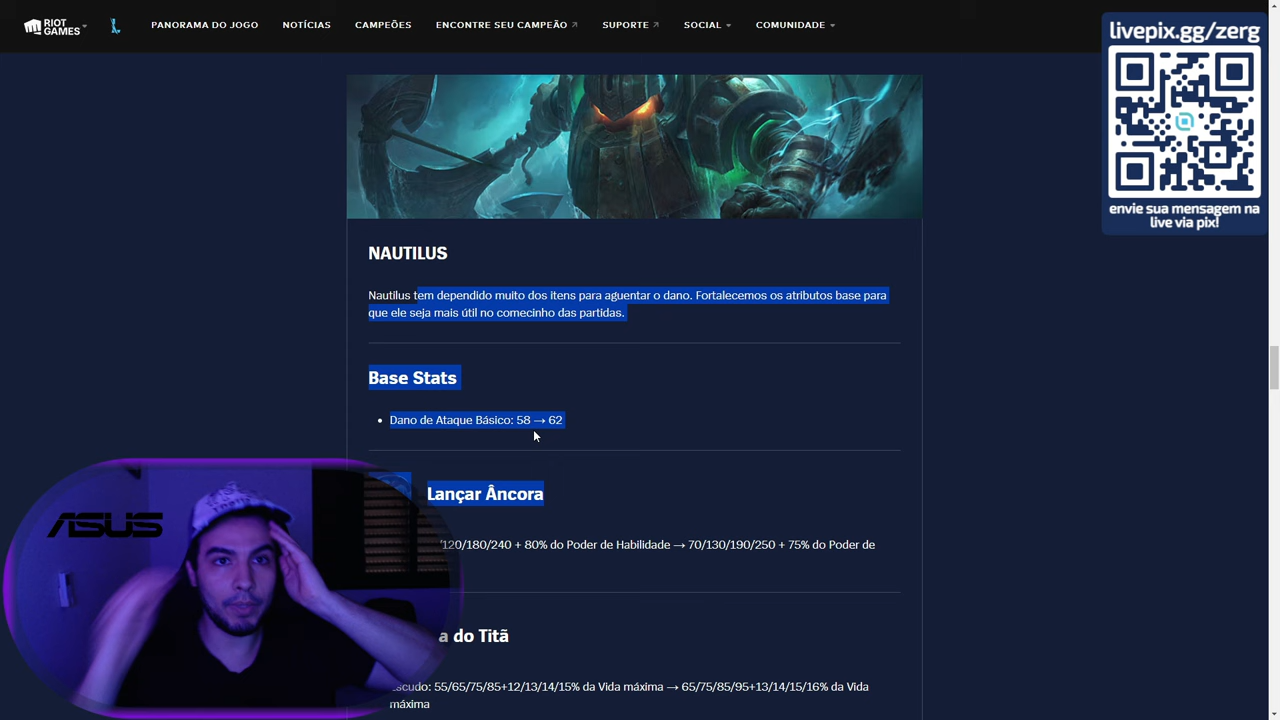 RIOT GAMES PANORAMA DO JOGO NOTÍCIAS CAMPEÕES ENCONTRE SEU CAMPEÃO SUPORTE SOCIAL COMUNIDADE
livepix.gg/zerg
envie sua mensagem na
live via pix!
NAUTILUS
Nautilus tem dependido muito dos itens para aguentar o dano. Fortalecemos os atributos base para
que ele seja mais útil no comecinho das partidas.
Base Stats
• Dano de Ataque Básico: 58 → 62
Lançar Âncora
/120/180/240 + 80% do Poder de Habilidade → 70/130/190/250 + 75% do Poder de
ASUS
a do Titã
scudo: 55/65/75/85+12/13/14/15% da Vida máxima → 65/75/85/95+13/14/15/16% da Vida
máxima